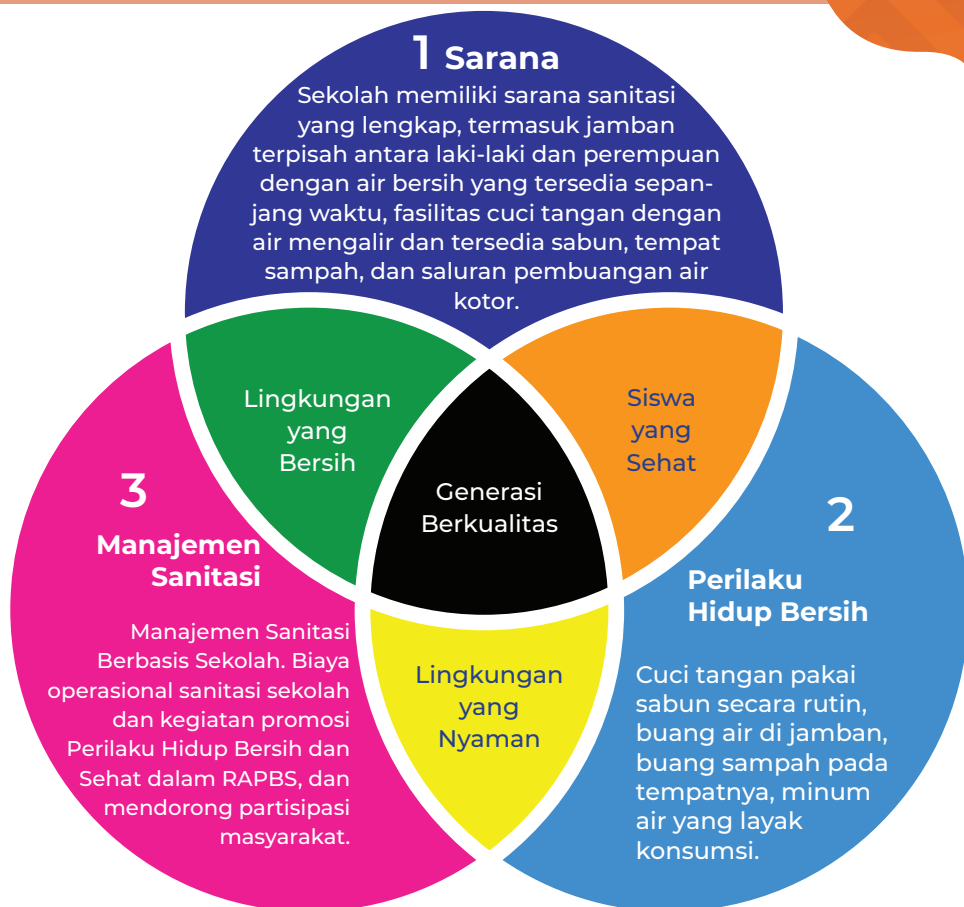 1 Sarana
Sekolah memiliki sarana sanitasi
yang lengkap, termasuk jamban
terpisah antara laki-laki dan perempuan
dengan air bersih yang tersedia sepan-
jang waktu, fasilitas cuci tangan dengan
air mengalir dan tersedia sabun, tempat
sampah, dan saluran pembuangan air
kotor.
Lingkungan
yang
Bersih
Siswa
yang
Sehat
Generasi
Berkualitas
3
Manajemen
Sanitasi
Manajemen Sanitasi
Berbasis Sekolah. Biaya
operasional sanitasi sekolah
dan kegiatan promosi
Perilaku Hidup Bersih dan
Sehat dalam RAPBS, dan
mendorong partisipasi
masyarakat.
Lingkungan
yang
Nyaman
2
Perilaku
Hidup Bersih
Cuci tangan pakai
sabun secara rutin,
buang air di jamban,
buang sampah pada
tempatnya, minum
air yang layak
konsumsi.